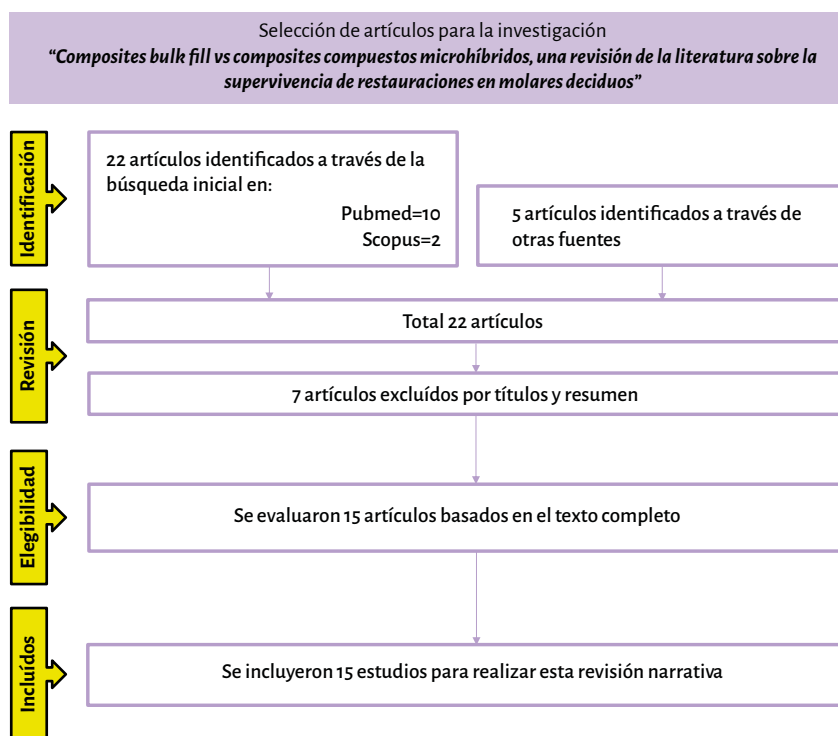 Selección de artículos para la investigación
“Composites bulk fill vs composites compuestos microhíbridos, una revisión de la literatura sobre la
supervivencia de restauraciones en molares deciduos”
Identificación
22 artículos identificados a través de la
búsqueda inicial en:
Pubmed=10
Scopus=2
5 artículos identificados a través de
otras fuentes
Revisión
Total 22 artículos
7 artículos excluídos por títulos y resumen
Elegibilidad
Se evaluaron 15 artículos basados en el texto completo
Incluídos
Se incluyeron 15 estudios para realizar esta revisión narrativa